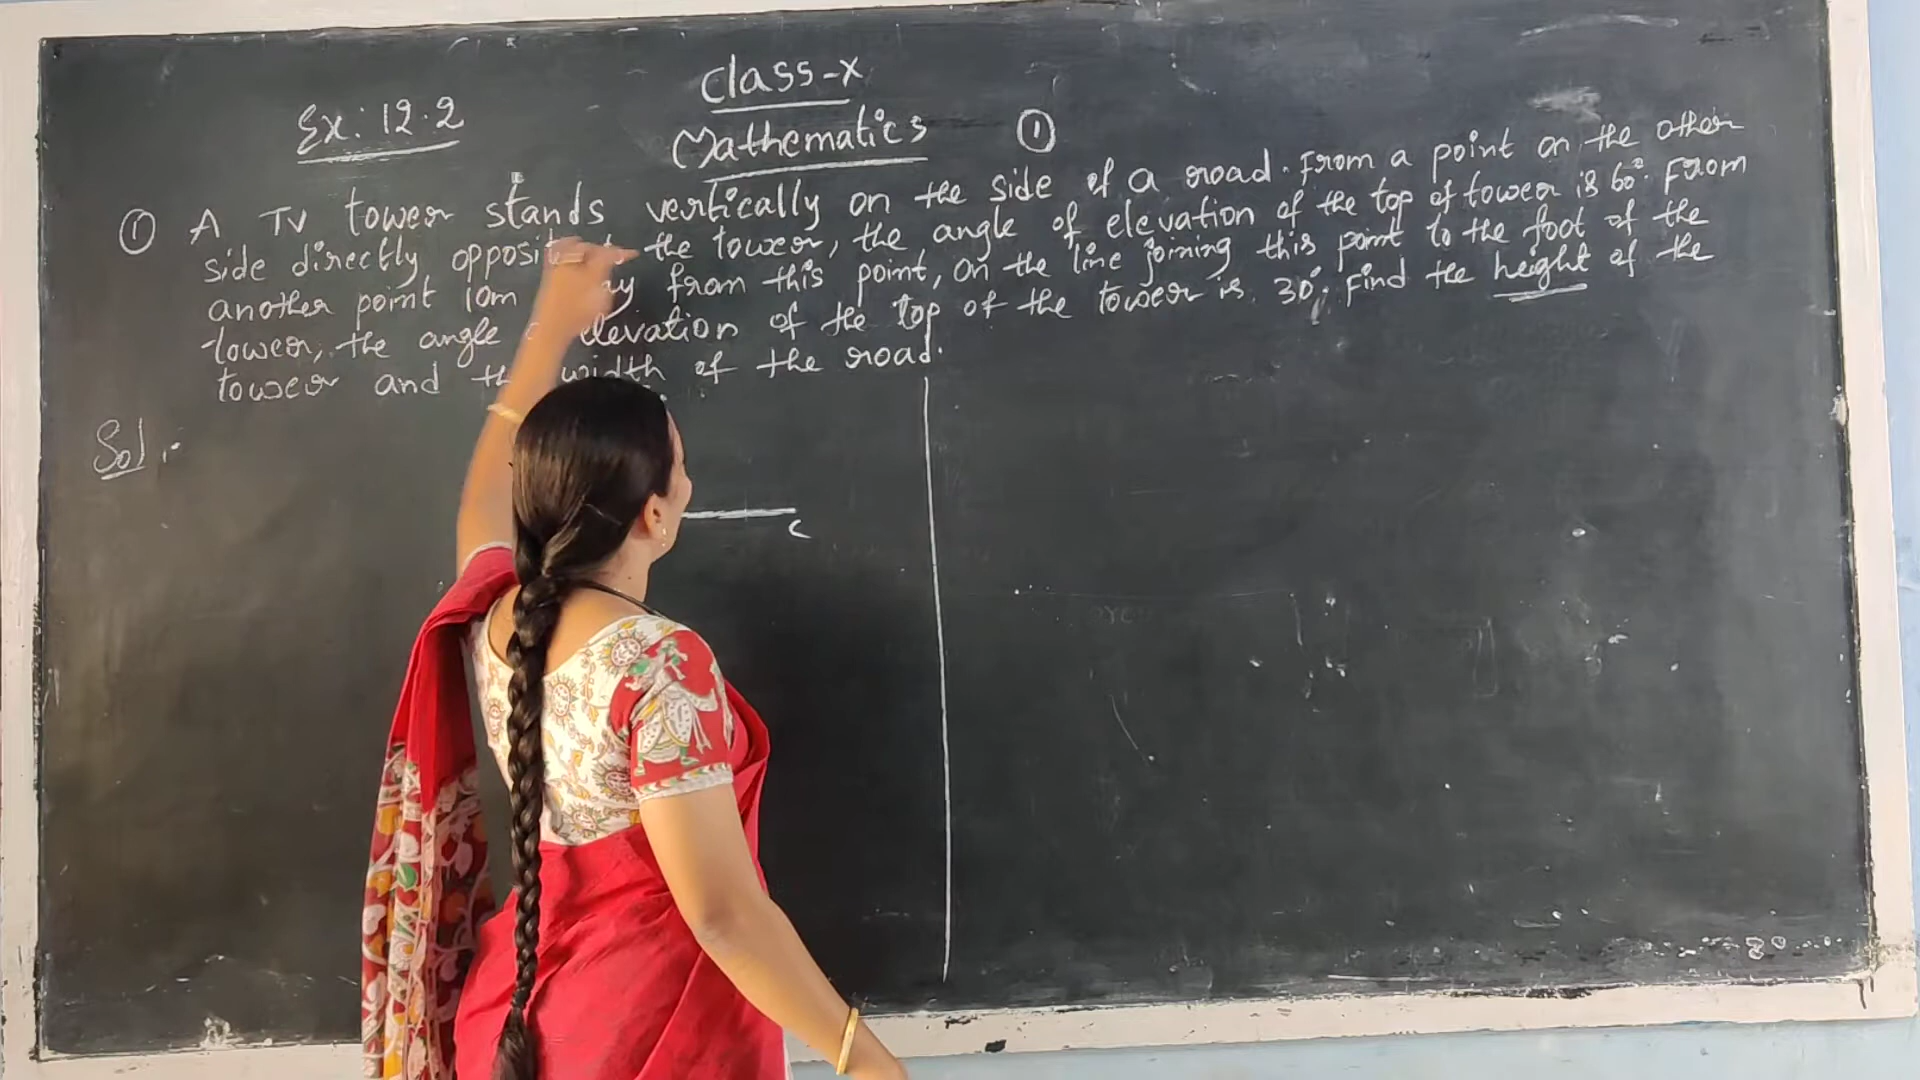 Class-X
Ex: 12.2
Mathematics ①
① A TV tower stands vertically on the side of a road. From a point on the other
side directly opposite the tower, the angle of elevation of the top of tower is 60°. From
another point 10m from this point, on the line joining this point to the foot of the
tower, the angle elevation of the top of the tower is 30°. Find the height of the
tower and width of the road.
Sol:-
C